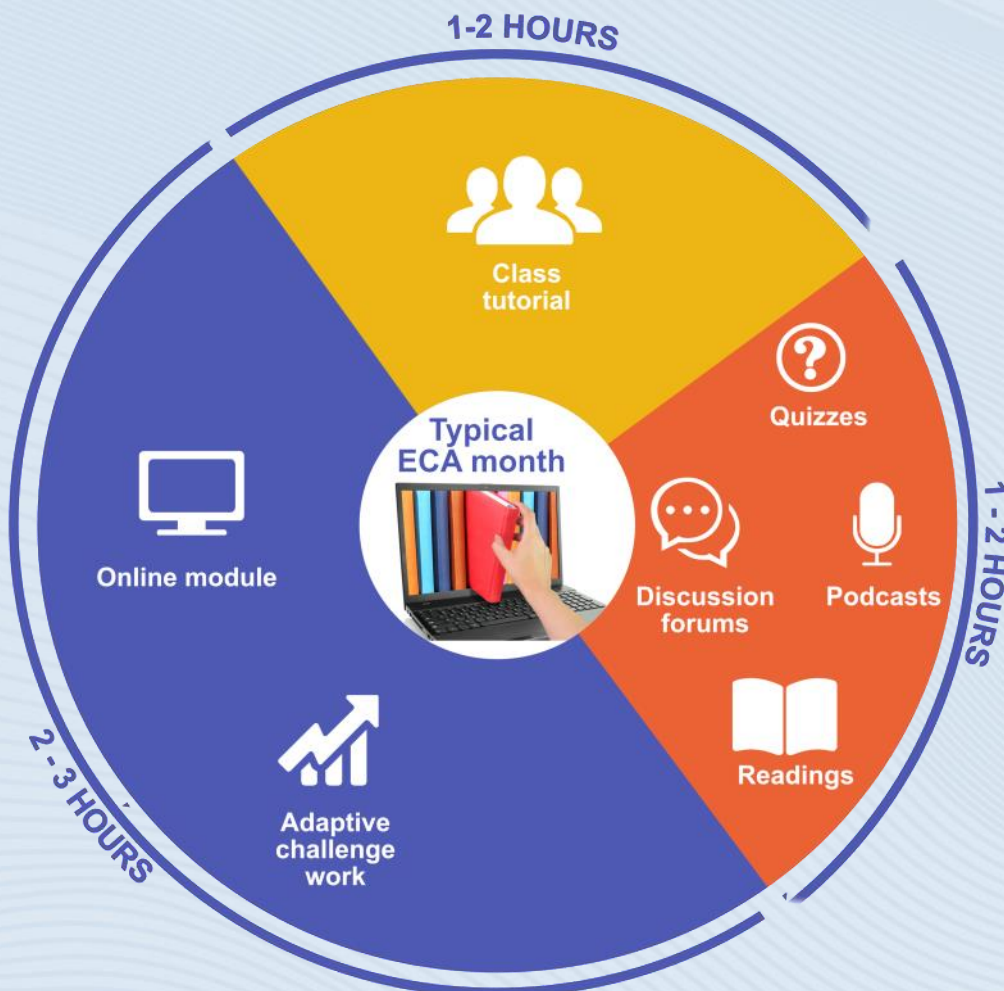 1-2 HOURS
Class
tutorial
Quizzes
Typical
ECA month
1 - 2 HOURS
Online module
Discussion
forums
Podcasts
Readings
2 - 3 HOURS
Adaptive
challenge
work